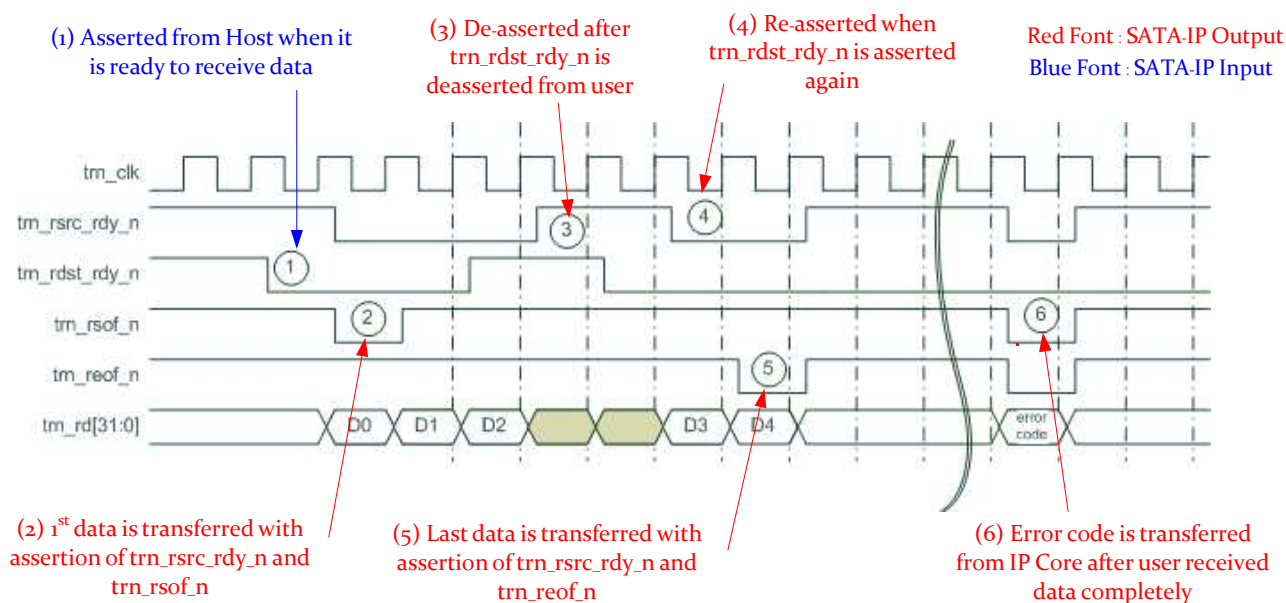 (1) Asserted from Host when it
is ready to receive data
(3) De-asserted after
trn_rdst_rdy_n is
deasserted from user
(4) Re-asserted when
trn_rdst_rdy_n is asserted
again
Red Font : SATA-IP Output
Blue Font : SATA-IP Input
trn_clk
trn_rsrc_rdy_n
3
4
trn_rdst_rdy_n
1
trn_rsof_n
2
6
trn_reof_n
5
trn_rd[31:0]
D0
D1
D2
D3
D4
error
code
(2) 1st data is transferred with
assertion of trn_rsrc_rdy_n and
trn_rsof_n
(5) Last data is transferred with
assertion of trn_rsrc_rdy_n and
trn_reof_n
(6) Error code is transferred
from IP Core after user received
data completely